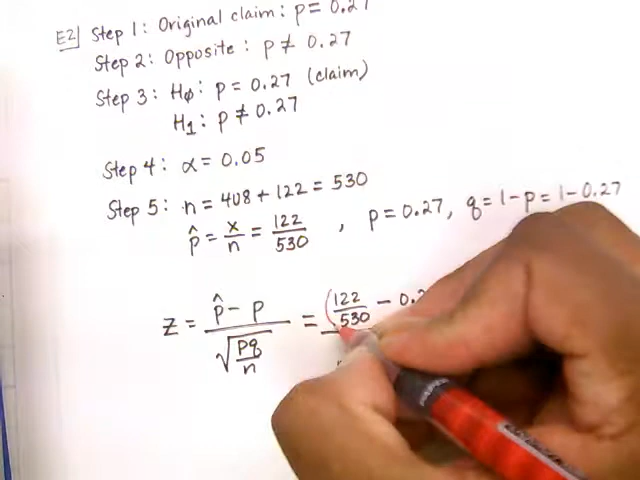 E2 Step 1: Original claim: p = 0.27
Step 2: Opposite: p ≠ 0.27
Step 3: H∅: p = 0.27 (claim)
H1: p ≠ 0.27
Step 4: α = 0.05
Step 5: n = 408 + 122 = 530
p̂ = x/n = 122/530 , p = 0.27, q = 1 - p = 1 - 0.27
z = (p̂ - p)/√(pq/n) = (122/530 - 0.2